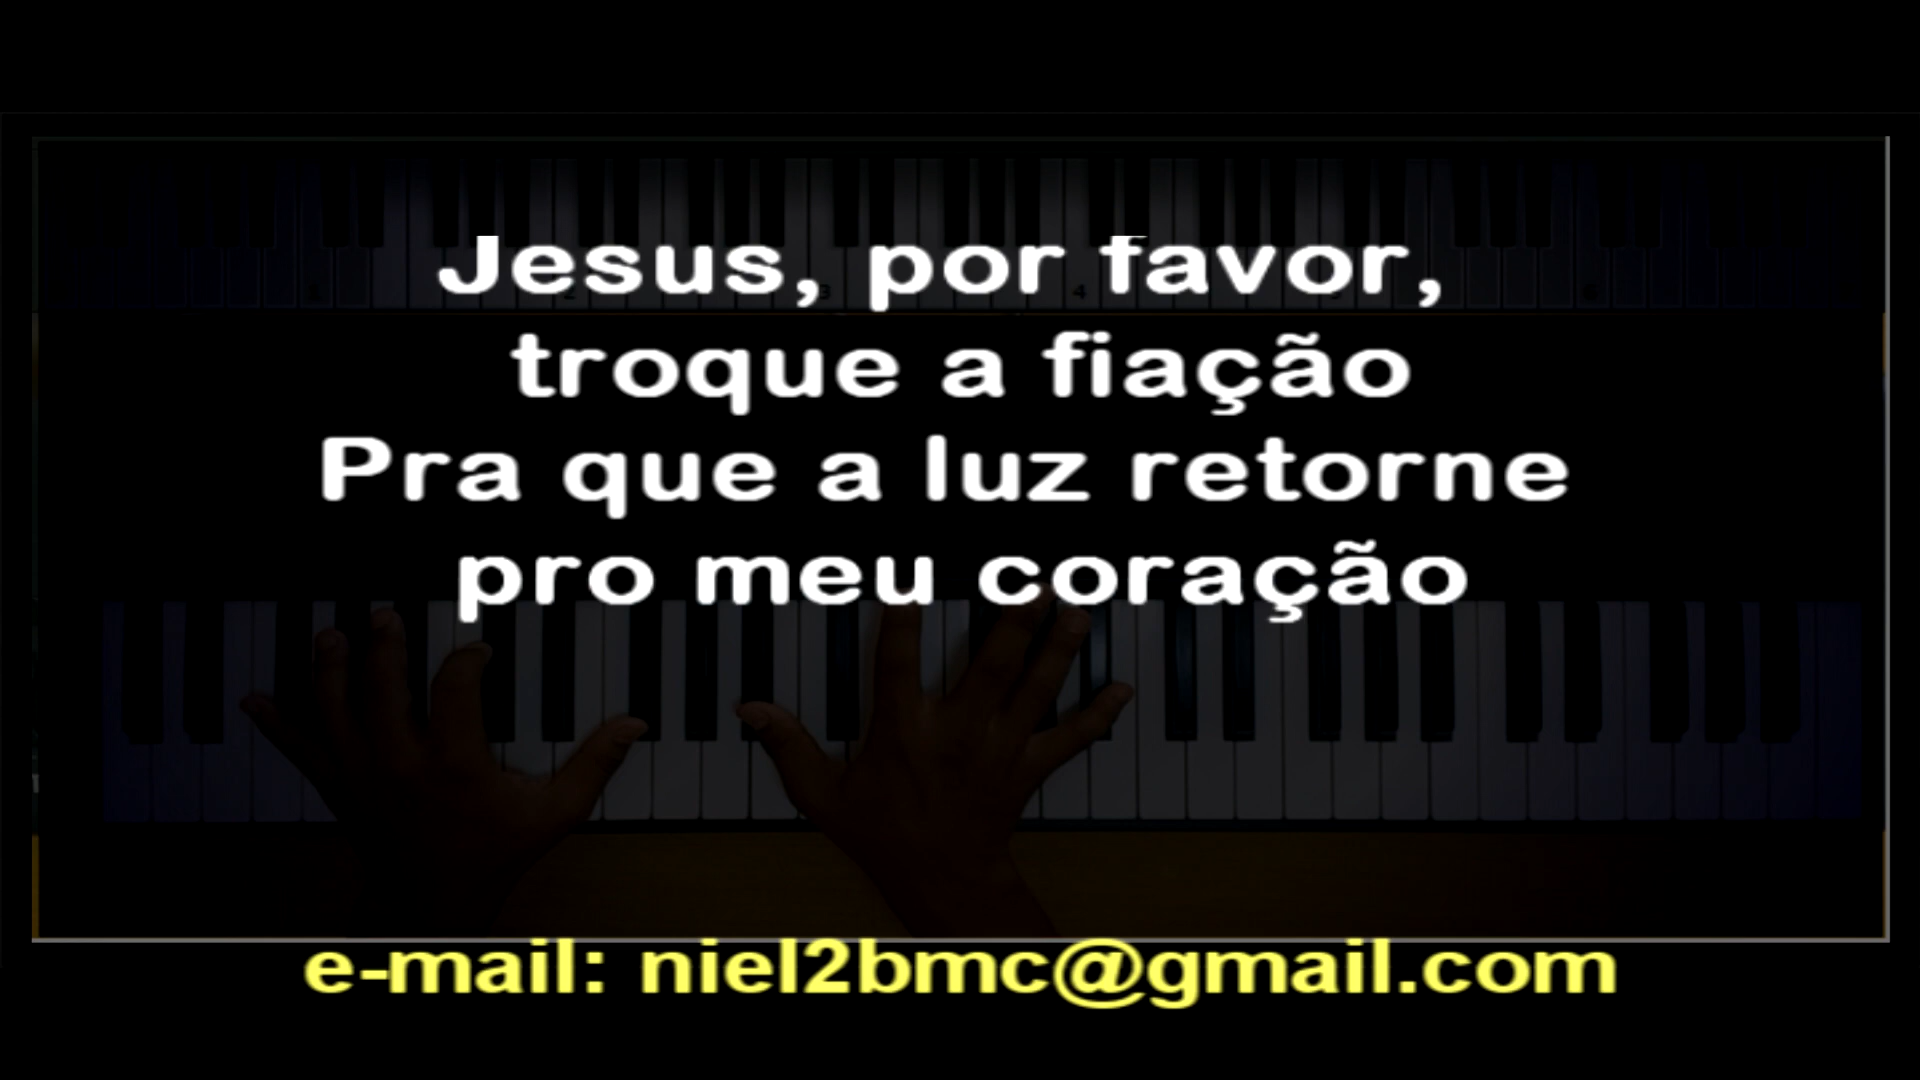 Jesus, por favor,
troque a fiação
Pra que a luz retorne
pro meu coração
e-mail: niel2bmc@gmail.com